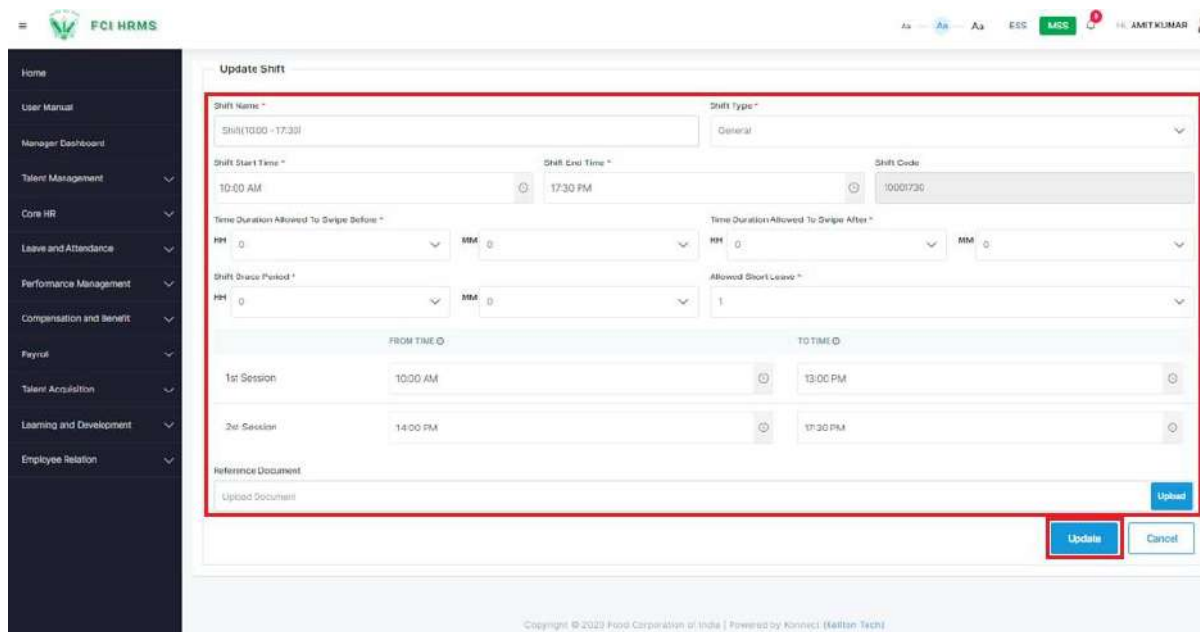 FCI HRMS
Aa Aa Aa ESS MSS Hi, AMIT KUMAR
Home
User Manual
Manager Dashboard
Talent Management
Core HR
Leave and Attendance
Performance Management
Compensation and Benefit
Payroll
Talent Acquisition
Learning and Development
Employee Relation
Update Shift
Shift Name * Shift Type *
Shift(10:00 - 17:30) General
Shift Start Time * Shift End Time * Shift Code
10:00 AM 17:30 PM 10001730
Time Duration Allowed To Swipe Before * Time Duration Allowed To Swipe After *
HH 0 MM 0 HH 0 MM 0
Shift Grace Period * Allowed Short Leave *
HH 0 MM 0 1
FROM TIME TO TIME
1st Session 10:00 AM 13:00 PM
2st Session 14:00 PM 17:30 PM
Reference Document
Upload Document Upload
Update Cancel
Copyright © 2023 Food Corporation of India | Powered by Konnect (Kellton Tech)